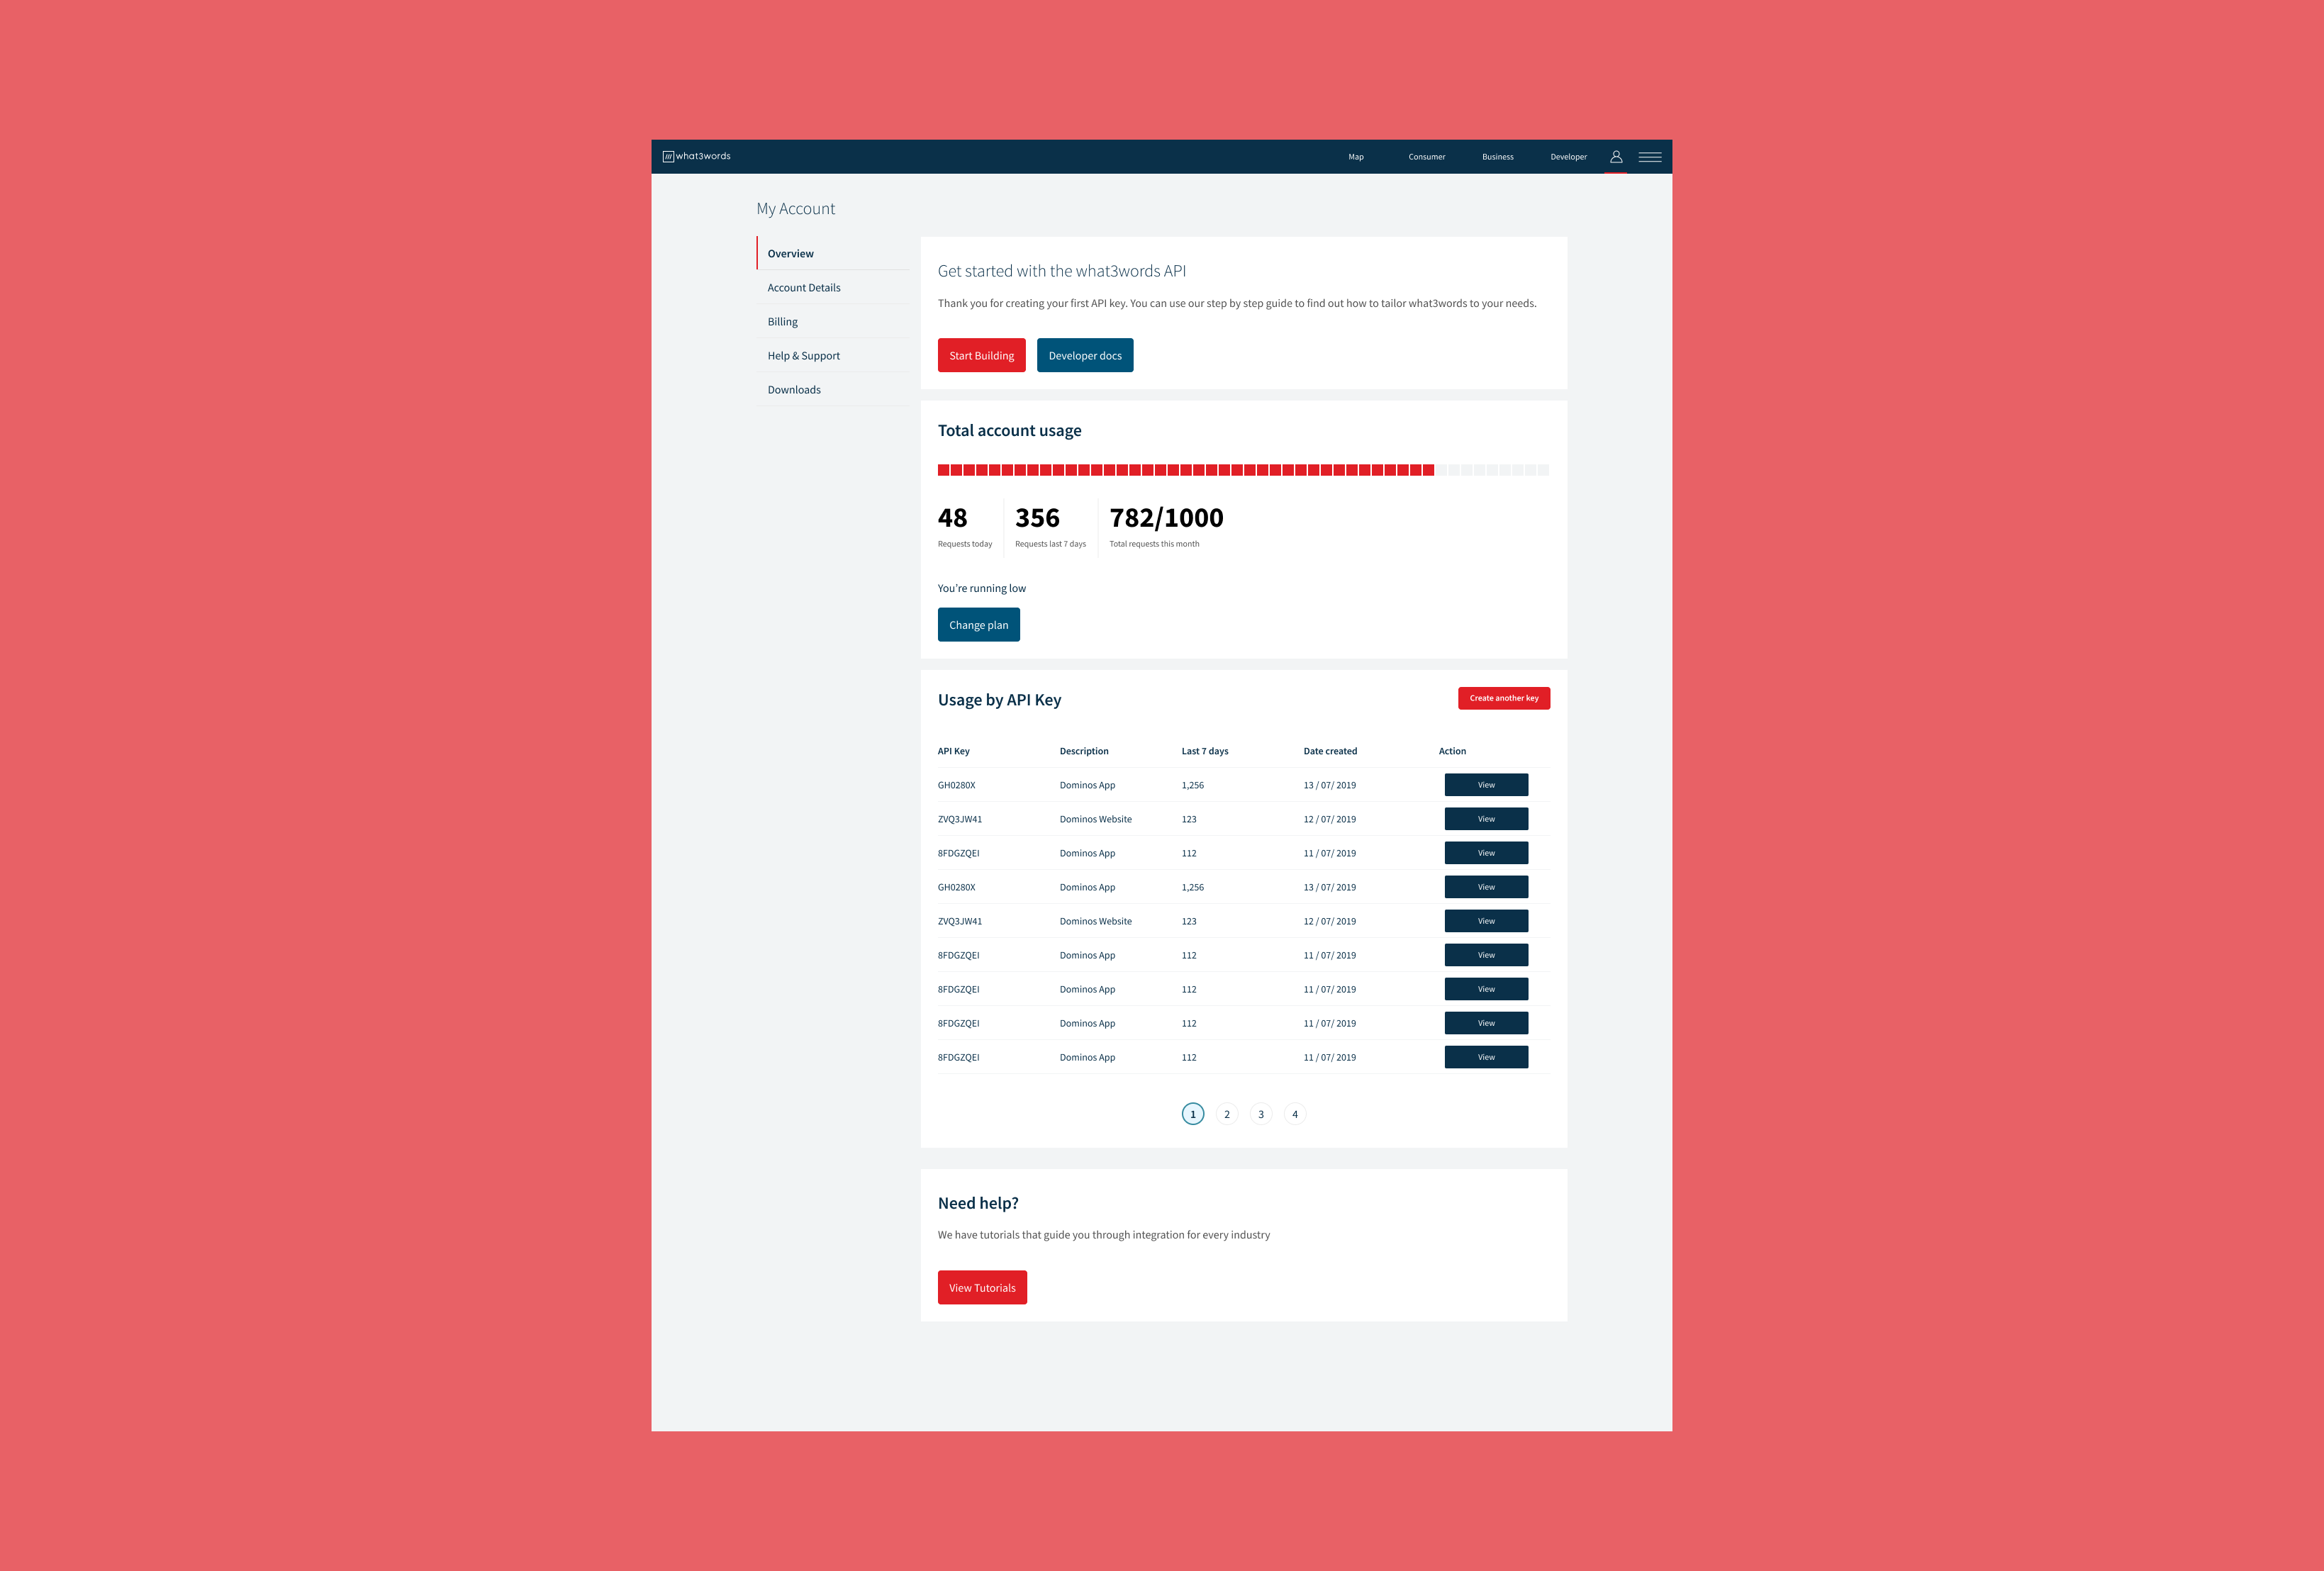 what3words
Map Consumer Business Developer
My Account
Overview
Account Details
Billing
Help & Support
Downloads
Get started with the what3words API
Thank you for creating your first API key. You can use our step by step guide to find out how to tailor what3words to your needs.
Start Building Developer docs
Total account usage
48 356 782/1000
Requests today Requests last 7 days Total requests this month
You're running low
Change plan
Usage by API Key Create another key
API Key Description Last 7 days Date created Action
GH0280X Dominos App 1,256 13 / 07/ 2019 View
ZVQ3JW41 Dominos Website 123 12 / 07/ 2019 View
8FDGZQEI Dominos App 112 11 / 07/ 2019 View
GH0280X Dominos App 1,256 13 / 07/ 2019 View
ZVQ3JW41 Dominos Website 123 12 / 07/ 2019 View
8FDGZQEI Dominos App 112 11 / 07/ 2019 View
8FDGZQEI Dominos App 112 11 / 07/ 2019 View
8FDGZQEI Dominos App 112 11 / 07/ 2019 View
8FDGZQEI Dominos App 112 11 / 07/ 2019 View
1 2 3 4
Need help?
We have tutorials that guide you through integration for every industry
View Tutorials